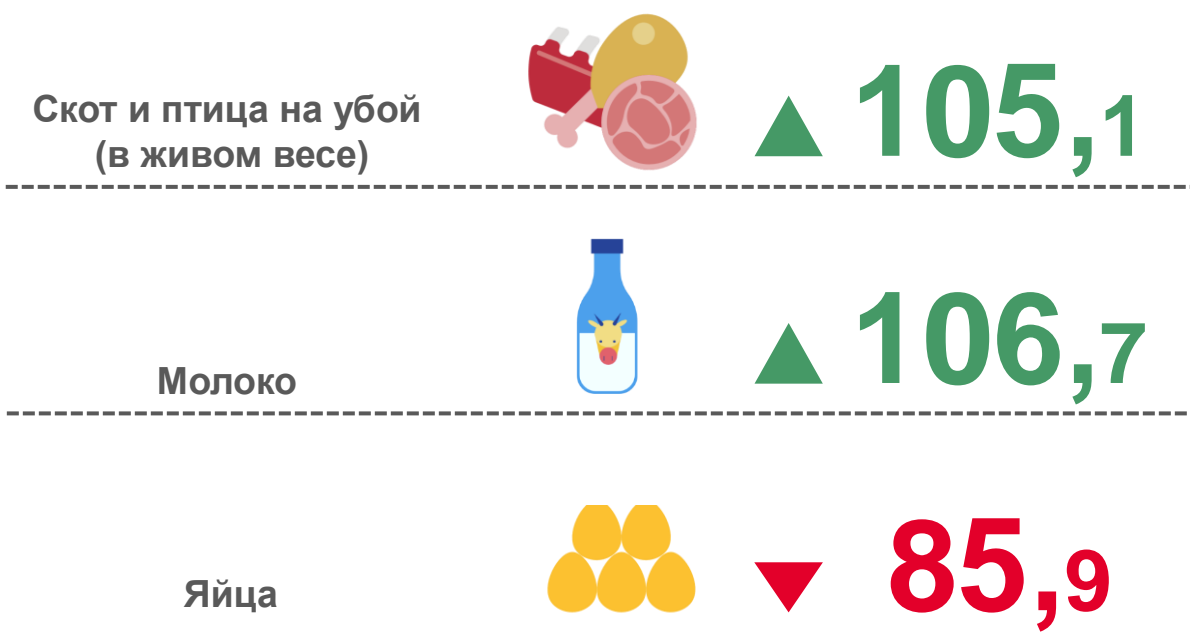 Скот и птица на убой
(в живом весе)
105,1
Молоко
106,7
Яйца
85,9